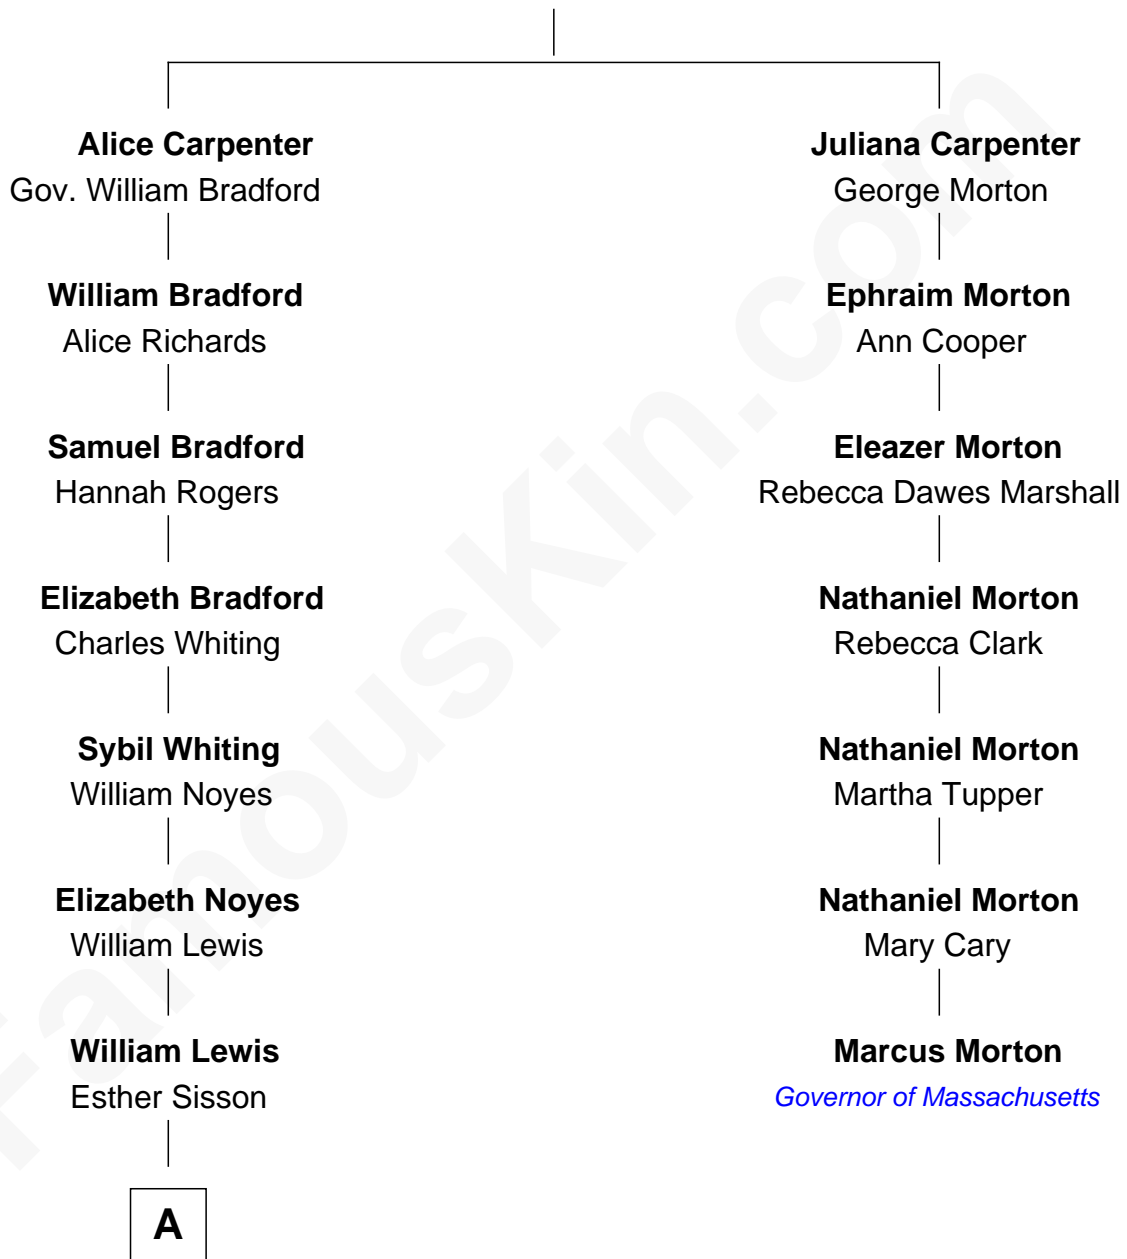 Alice Carpenter
Gov. William Bradford
William Bradford
Alice Richards
Samuel Bradford
Hannah Rogers
Elizabeth Bradford
Charles Whiting
Sybil Whiting
William Noyes
Elizabeth Noyes
William Lewis
William Lewis
Esther Sisson
A
Juliana Carpenter
George Morton
Ephraim Morton
Ann Cooper
Eleazer Morton
Rebecca Dawes Marshall
Nathaniel Morton
Rebecca Clark
Nathaniel Morton
Martha Tupper
Nathaniel Morton
Mary Cary
Marcus Morton
Governor of Massachusetts
FamousKin.com